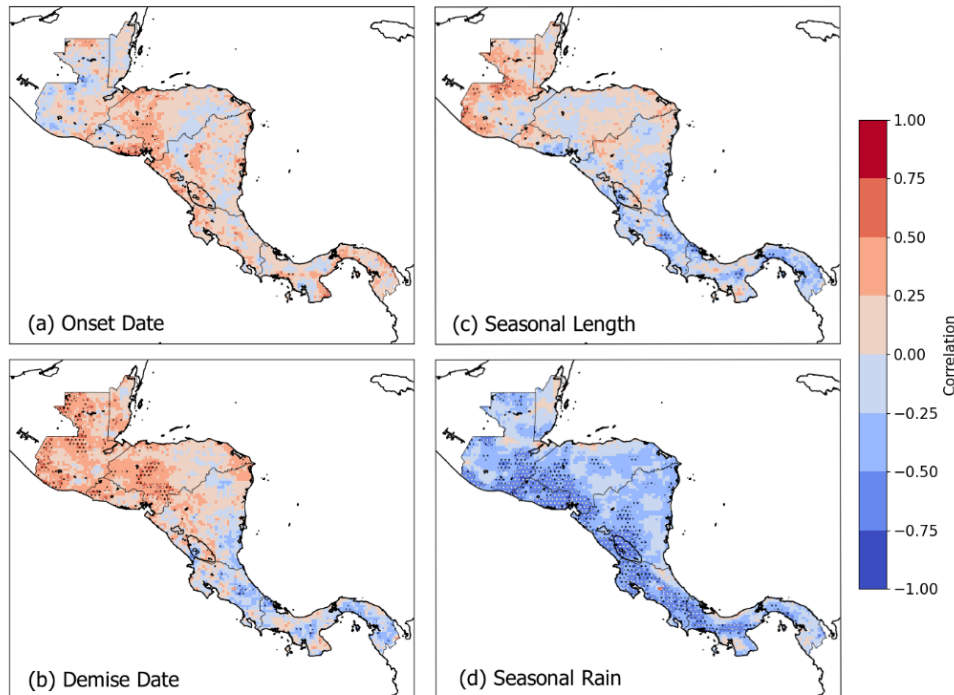 (a) Onset Date
(c) Seasonal Length
(b) Demise Date
(d) Seasonal Rain
1.00
0.75
0.50
0.25
0.00
−0.25
−0.50
−0.75
−1.00
Correlation